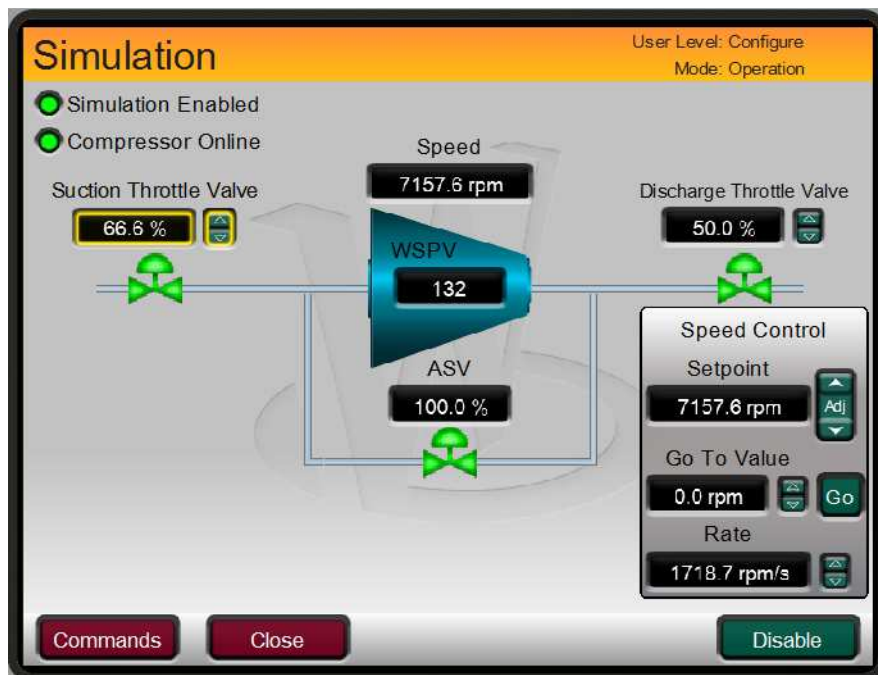 Simulation
User Level: Configure
Mode: Operation
Simulation Enabled
Compressor Online
Speed
7157.6 rpm
Suction Throttle Valve
66.6 %
Discharge Throttle Valve
50.0 %
WSPV
132
ASV
100.0 %
Speed Control
Setpoint
7157.6 rpm
Adj
Go To Value
0.0 rpm
Go
Rate
1718.7 rpm/s
Commands
Close
Disable